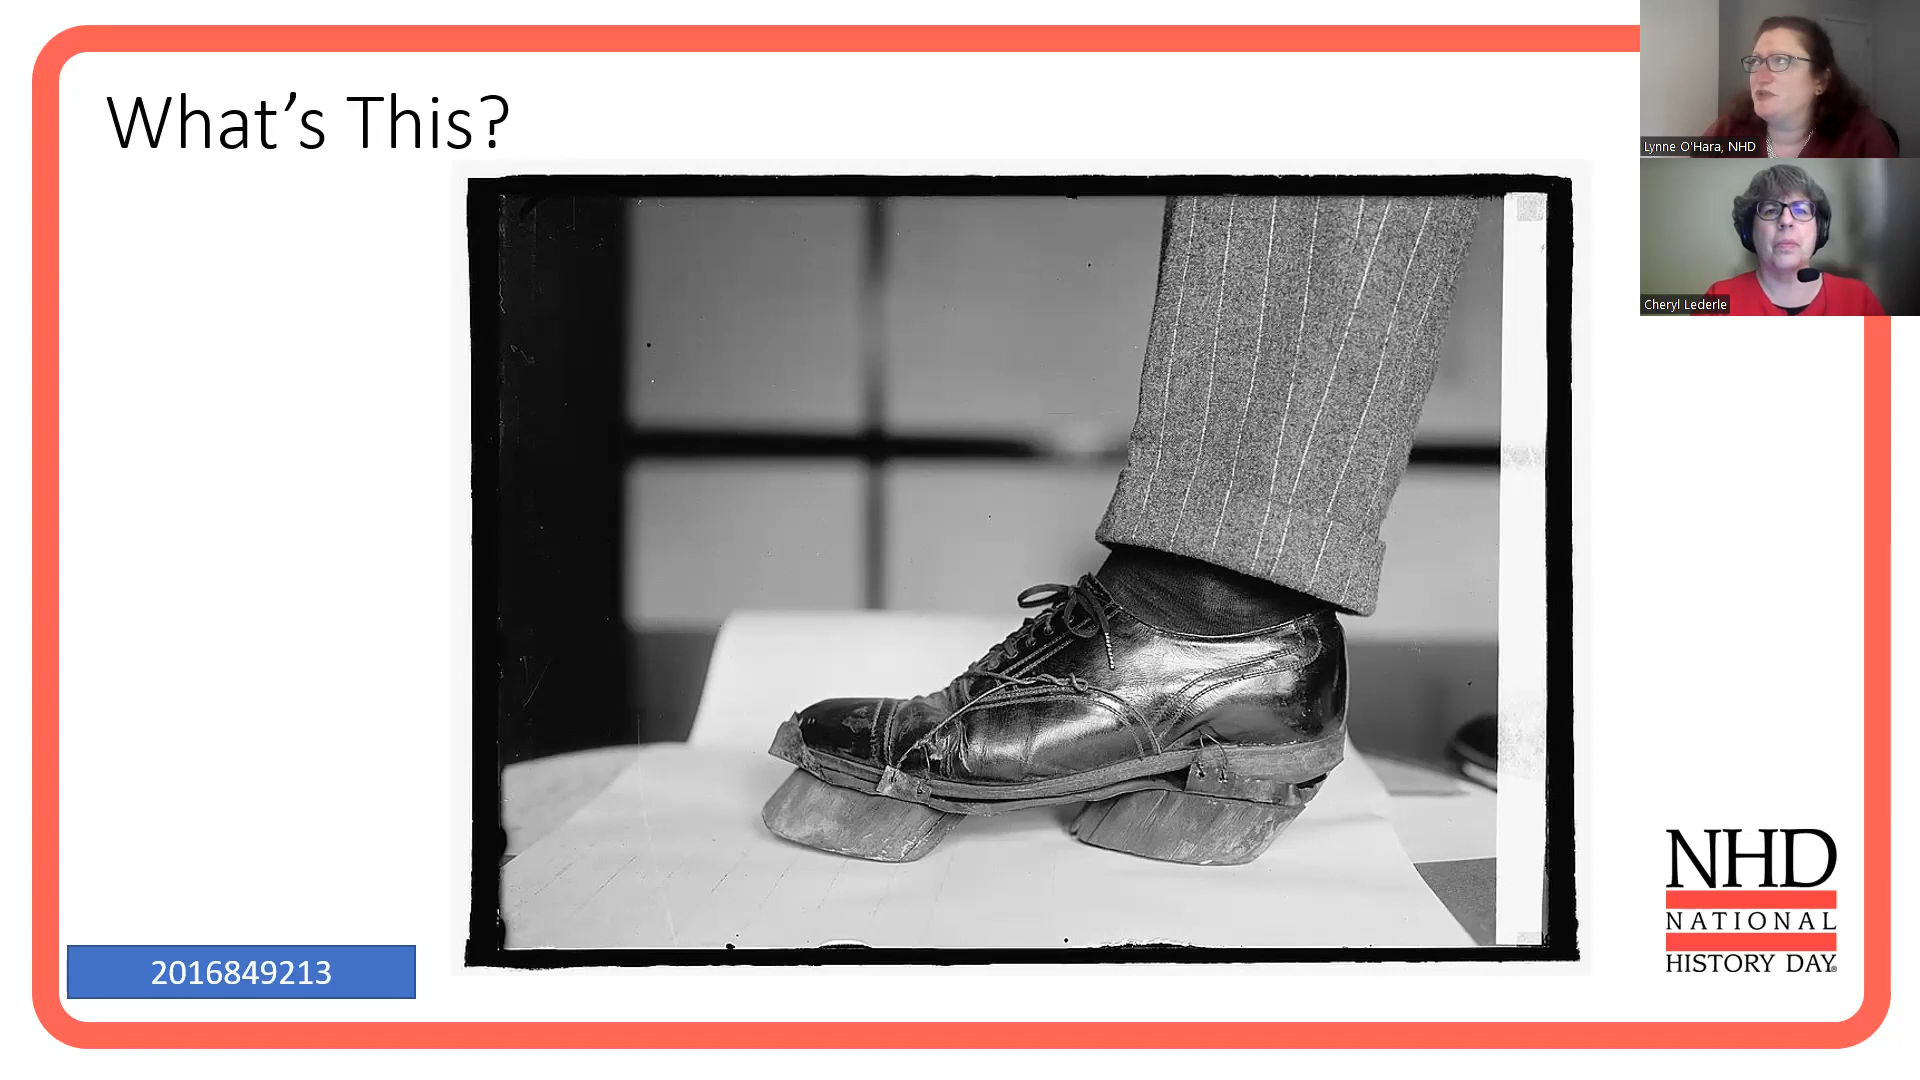 What's This?
Lynne O'Hara, NHD
Cheryl Lederle
2016849213
NHD
NATIONAL
HISTORY DAY®